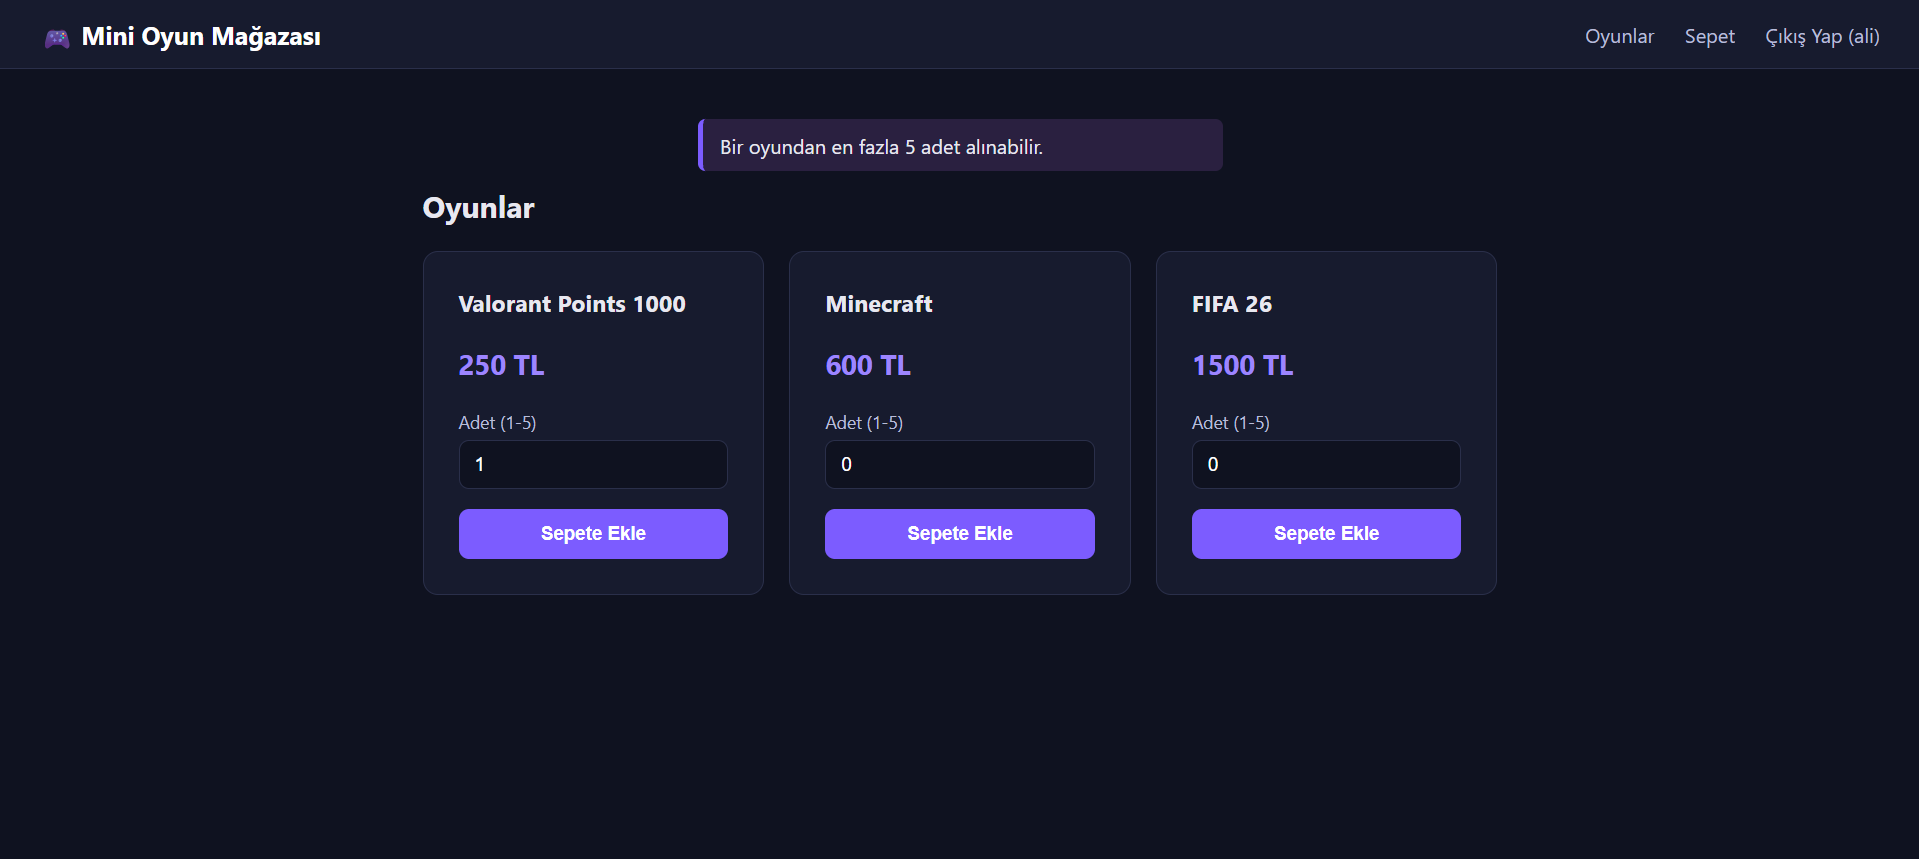 Mini Oyun Mağazası
Oyunlar Sepet Çıkış Yap (ali)
Bir oyundan en fazla 5 adet alınabilir.
Oyunlar
Valorant Points 1000
250 TL
Adet (1-5)
1
Sepete Ekle
Minecraft
600 TL
Adet (1-5)
0
Sepete Ekle
FIFA 26
1500 TL
Adet (1-5)
0
Sepete Ekle